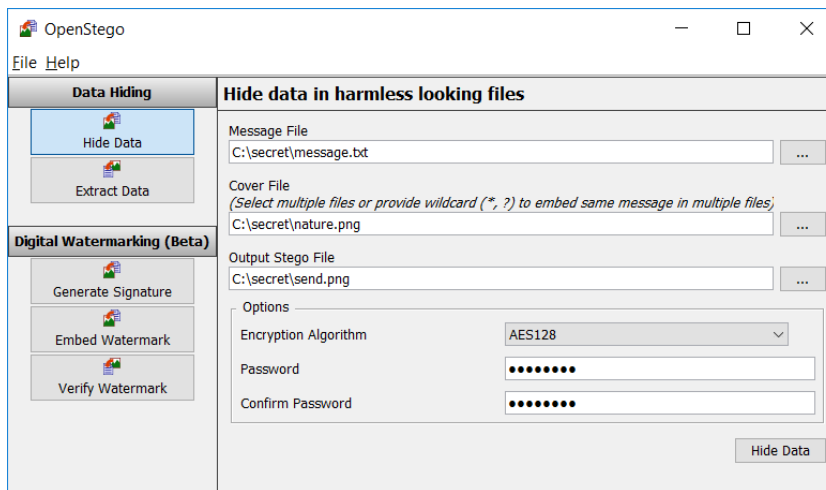 OpenStego
File Help
Data Hiding
Hide Data
Extract Data
Digital Watermarking (Beta)
Generate Signature
Embed Watermark
Verify Watermark
Hide data in harmless looking files
Message File
C:\secret\message.txt
...
Cover File
(Select multiple files or provide wildcard (*, ?) to embed same message in multiple files)
C:\secret\nature.png
...
Output Stego File
C:\secret\send.png
...
Options
Encryption Algorithm AES128
Password ●●●●●●●●
Confirm Password ●●●●●●●●
Hide Data